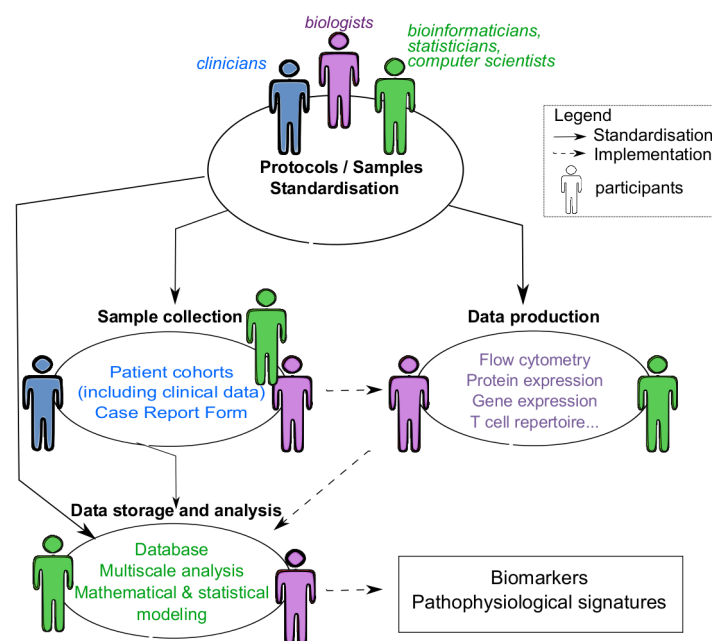 biologists
bioinformaticians,
statisticians,
computer scientists
clinicians
Legend
Standardisation
Implementation
participants
Protocols / Samples
Standardisation
Sample collection
Data production
Patient cohorts
(including clinical data)
Case Report Form
Flow cytometry
Protein expression
Gene expression
T cell repertoire...
Data storage and analysis
Database
Multiscale analysis
Mathematical & statistical
modeling
Biomarkers
Pathophysiological signatures